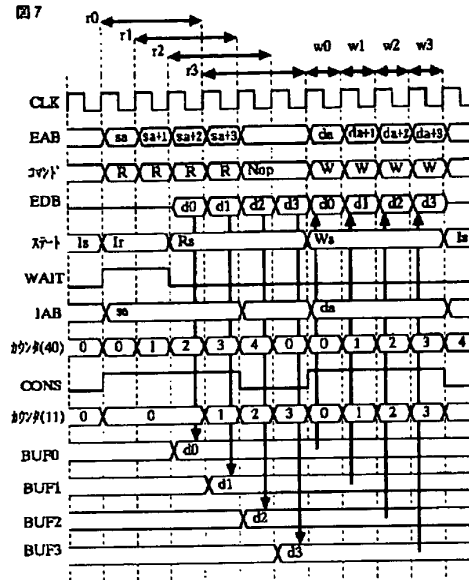 図7
r0
r1
r2
r3
w0 w1 w2 w3
CLK
EAB sa sa+1 sa+2 sa+3 da da+1 da+2 da+3
コマンド R R R R Nop W W W W
EDB d0 d1 d2 d3 d0 d1 d2 d3
ステート Is Ir Rs Ws Is
WAIT
IAB sa da
カウンタ(40) 0 0 1 2 3 4 0 0 1 2 3 4
CONS
カウンタ(11) 0 0 1 2 3 0 1 2 3
BUF0 d0
BUF1 d1
BUF2 d2
BUF3 d3